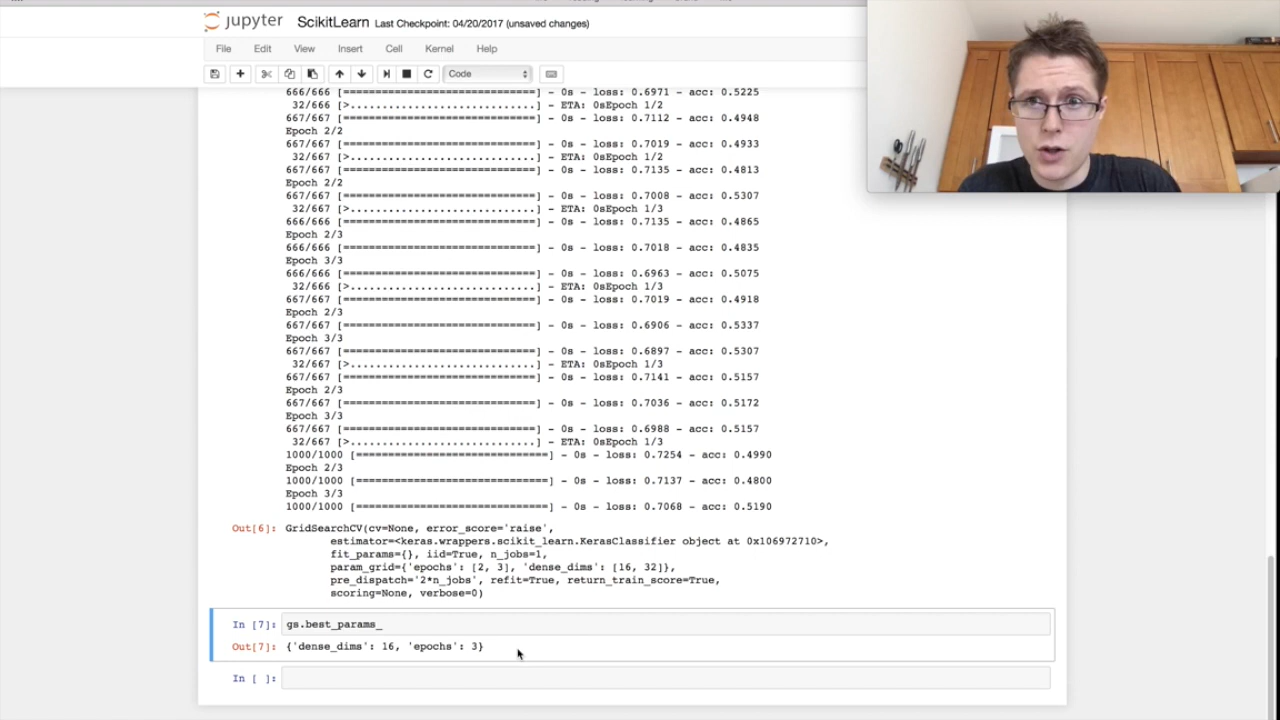 jupyter ScikitLearn Last Checkpoint: 04/20/2017 (unsaved changes)
File Edit View Insert Cell Kernel Help
Code
666/666 [==============================] - 0s - loss: 0.6971 - acc: 0.5225
32/666 [>.............................] - ETA: 0sEpoch 1/2
667/667 [==============================] - 0s - loss: 0.7112 - acc: 0.4948
Epoch 2/2
667/667 [==============================] - 0s - loss: 0.7019 - acc: 0.4933
32/667 [>.............................] - ETA: 0sEpoch 1/2
667/667 [==============================] - 0s - loss: 0.7135 - acc: 0.4813
Epoch 2/2
667/667 [==============================] - 0s - loss: 0.7008 - acc: 0.5307
32/667 [>.............................] - ETA: 0sEpoch 1/3
666/666 [==============================] - 0s - loss: 0.7135 - acc: 0.4865
Epoch 2/3
666/666 [==============================] - 0s - loss: 0.7018 - acc: 0.4835
Epoch 3/3
666/666 [==============================] - 0s - loss: 0.6963 - acc: 0.5075
32/666 [>.............................] - ETA: 0sEpoch 1/3
667/667 [==============================] - 0s - loss: 0.7019 - acc: 0.4918
Epoch 2/3
667/667 [==============================] - 0s - loss: 0.6906 - acc: 0.5337
Epoch 3/3
667/667 [==============================] - 0s - loss: 0.6897 - acc: 0.5307
32/667 [>.............................] - ETA: 0sEpoch 1/3
667/667 [==============================] - 0s - loss: 0.7141 - acc: 0.5157
Epoch 2/3
667/667 [==============================] - 0s - loss: 0.7036 - acc: 0.5172
Epoch 3/3
667/667 [==============================] - 0s - loss: 0.6988 - acc: 0.5157
32/667 [>.............................] - ETA: 0sEpoch 1/3
1000/1000 [==============================] - 0s - loss: 0.7254 - acc: 0.4990
Epoch 2/3
1000/1000 [==============================] - 0s - loss: 0.7137 - acc: 0.4800
Epoch 3/3
1000/1000 [==============================] - 0s - loss: 0.7068 - acc: 0.5190
Out[6]: GridSearchCV(cv=None, error_score='raise',
estimator=<keras.wrappers.scikit_learn.KerasClassifier object at 0x106972710>,
fit_params={}, iid=True, n_jobs=1,
param_grid={'epochs': [2, 3], 'dense_dims': [16, 32]},
pre_dispatch='2*n_jobs', refit=True, return_train_score=True,
scoring=None, verbose=0)
In [7]: gs.best_params_
Out[7]: {'dense_dims': 16, 'epochs': 3}
In [ ]: